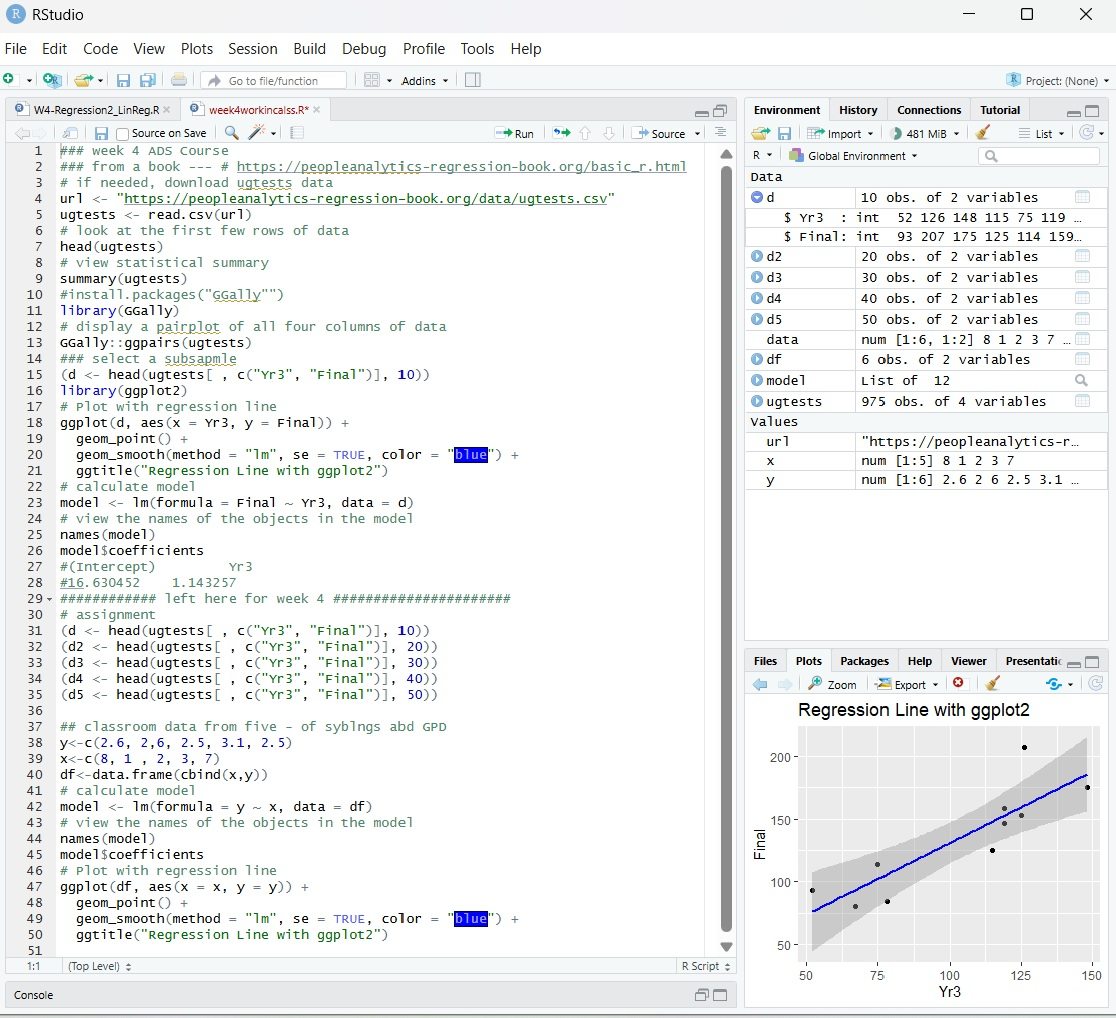 RStudio
File Edit Code View Plots Session Build Debug Profile Tools Help
Go to file/function Addins Project: (None)
W4-Regression2_LinReg.R week4workincalss.R*
Source on Save Run Source
1 ### week 4 ADS Course
2 ### from a book --- # https://peopleanalytics-regression-book.org/basic_r.html
3 # if needed, download ugtests data
4 url <- "https://peopleanalytics-regression-book.org/data/ugtests.csv"
5 ugtests <- read.csv(url)
6 # look at the first few rows of data
7 head(ugtests)
8 # view statistical summary
9 summary(ugtests)
10 #install.packages("GGally"")
11 library(GGally)
12 # display a pairplot of all four columns of data
13 GGally::ggpairs(ugtests)
14 ### select a subsapmle
15 (d <- head(ugtests[ , c("Yr3", "Final")], 10))
16 library(ggplot2)
17 # Plot with regression line
18 ggplot(d, aes(x = Yr3, y = Final)) +
19 geom_point() +
20 geom_smooth(method = "lm", se = TRUE, color = "blue") +
21 ggtitle("Regression Line with ggplot2")
22 # calculate model
23 model <- lm(formula = Final ~ Yr3, data = d)
24 # view the names of the objects in the model
25 names(model)
26 model$coefficients
27 #(Intercept) Yr3
28 #16.630452 1.143257
29 ############ left here for week 4 ######################
30 # assignment
31 (d <- head(ugtests[ , c("Yr3", "Final")], 10))
32 (d2 <- head(ugtests[ , c("Yr3", "Final")], 20))
33 (d3 <- head(ugtests[ , c("Yr3", "Final")], 30))
34 (d4 <- head(ugtests[ , c("Yr3", "Final")], 40))
35 (d5 <- head(ugtests[ , c("Yr3", "Final")], 50))
36
37 ## classroom data from five - of syblngs abd GPD
38 y<-c(2.6, 2,6, 2.5, 3.1, 2.5)
39 x<-c(8, 1 , 2, 3, 7)
40 df<-data.frame(cbind(x,y))
41 # calculate model
42 model <- lm(formula = y ~ x, data = df)
43 # view the names of the objects in the model
44 names(model)
45 model$coefficients
46 # Plot with regression line
47 ggplot(df, aes(x = x, y = y)) +
48 geom_point() +
49 geom_smooth(method = "lm", se = TRUE, color = "blue") +
50 ggtitle("Regression Line with ggplot2")
51
1:1 (Top Level) R Script
Console
Environment History Connections Tutorial
Import 481 MiB List
R Global Environment
Data
d 10 obs. of 2 variables
$ Yr3 : int 52 126 148 115 75 119 ...
$ Final: int 93 207 175 125 114 159...
d2 20 obs. of 2 variables
d3 30 obs. of 2 variables
d4 40 obs. of 2 variables
d5 50 obs. of 2 variables
data num [1:6, 1:2] 8 1 2 3 7 ...
df 6 obs. of 2 variables
model List of 12
ugtests 975 obs. of 4 variables
Values
url "https://peopleanalytics-r...
x num [1:5] 8 1 2 3 7
y num [1:6] 2.6 2 6 2.5 3.1 ...
Files Plots Packages Help Viewer Presentatic
Zoom Export
Regression Line with ggplot2
200
150
100
50
Final
50 75 100 125 150
Yr3